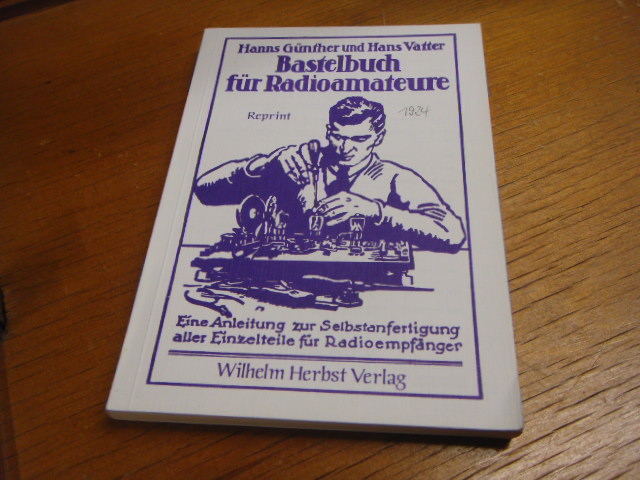 Hanns Günther und Hans Vatter
Bastelbuch
für Radioamateure
Reprint
1924
Eine Anleitung zur Selbstanfertigung
aller Einzelteile für Radioempfänger
Wilhelm Herbst Verlag